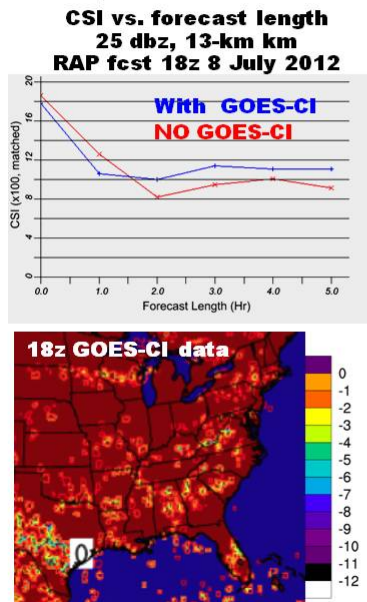 CSI vs. forecast length
25 dbz, 13-km km
RAP fcst 18z 8 July 2012
With GOES-CI
NO GOES-CI
CSI (x100, matched)
20
16
12
8
4
0
0.0 1.0 2.0 3.0 4.0 5.0
Forecast Length (Hr)
18z GOES-CI data
0
-1
-2
-3
-4
-5
-6
-7
-8
-9
-10
-11
-12
0